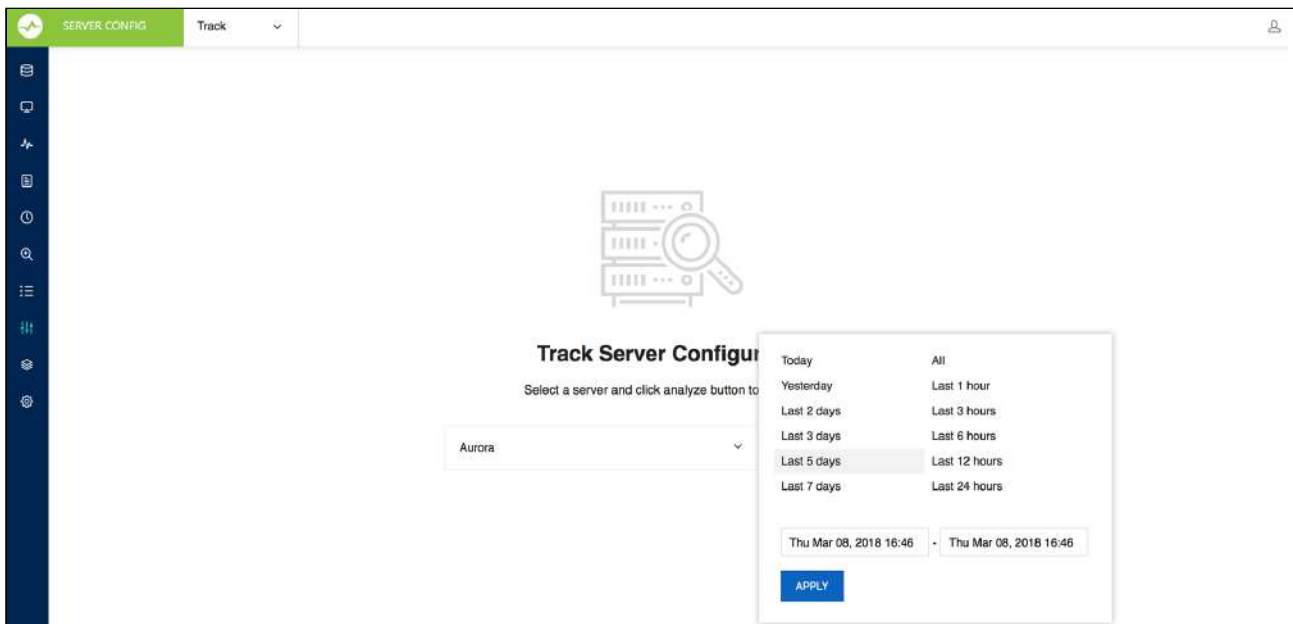 SERVER CONFIG
Track
Track Server Configur
Select a server and click analyze button to
Aurora
Today
All
Yesterday
Last 1 hour
Last 2 days
Last 3 hours
Last 3 days
Last 6 hours
Last 5 days
Last 12 hours
Last 7 days
Last 24 hours
Thu Mar 08, 2018 16:46 - Thu Mar 08, 2018 16:46
APPLY